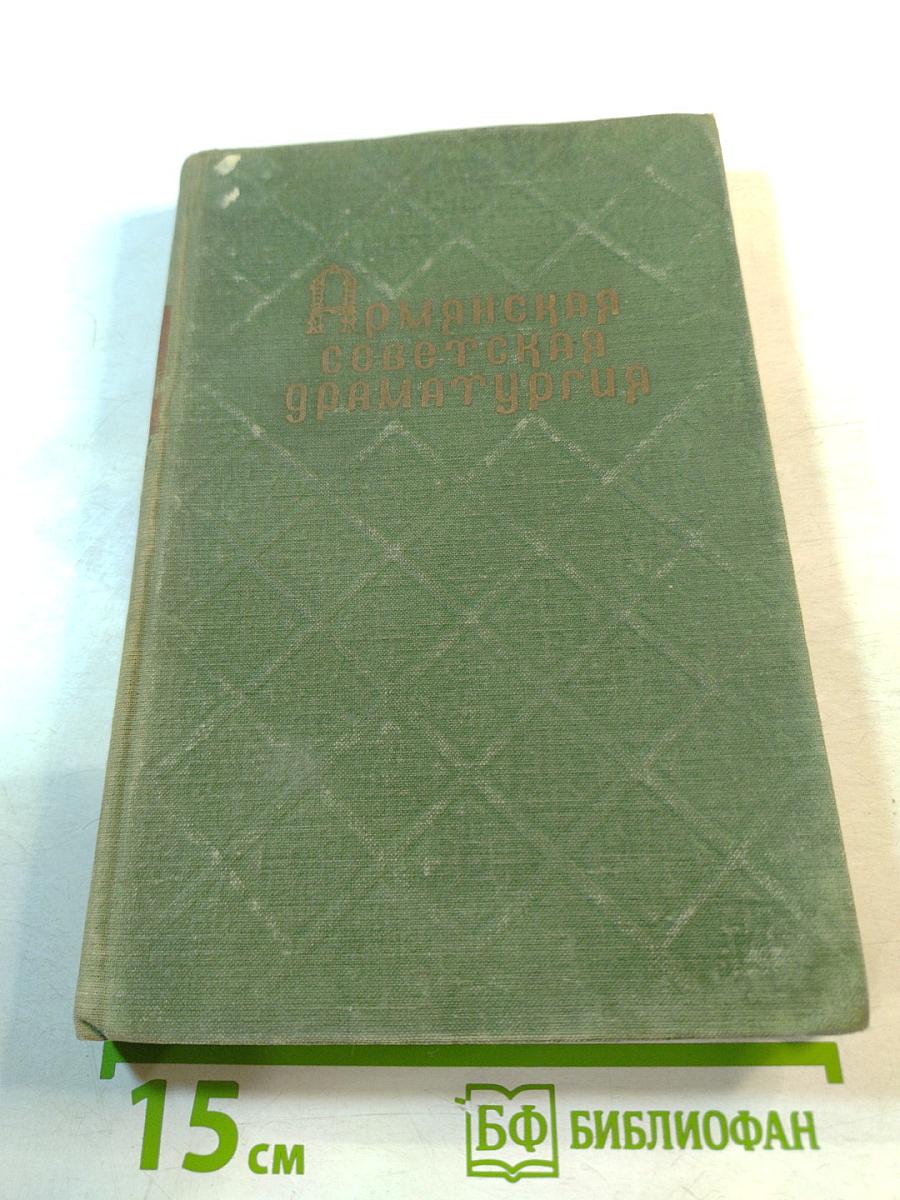 Армянская
советская
драматургия
15 см
БФ БИБЛИОФАН